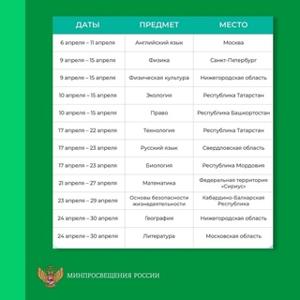 ДАТЫ ПРЕДМЕТ МЕСТО
6 апреля – 11 апреля Английский язык Москва
9 апреля – 15 апреля Физика Санкт-Петербург
9 апреля – 15 апреля Физическая культура Нижегородская область
10 апреля – 15 апреля Экология Республика Татарстан
10 апреля – 15 апреля Право Республика Башкортостан
17 апреля – 22 апреля Технология Республика Татарстан
17 апреля – 23 апреля Русский язык Свердловская область
17 апреля – 23 апреля Биология Республика Мордовия
21 апреля – 27 апреля Математика Федеральная территория
«Сириус»
23 апреля – 29 апреля Основы безопасности Кабардино-Балкарская
жизнедеятельности Республика
24 апреля – 30 апреля География Нижегородская область
24 апреля – 30 апреля Литература Московская область
МИНПРОСВЕЩЕНИЯ РОССИИ